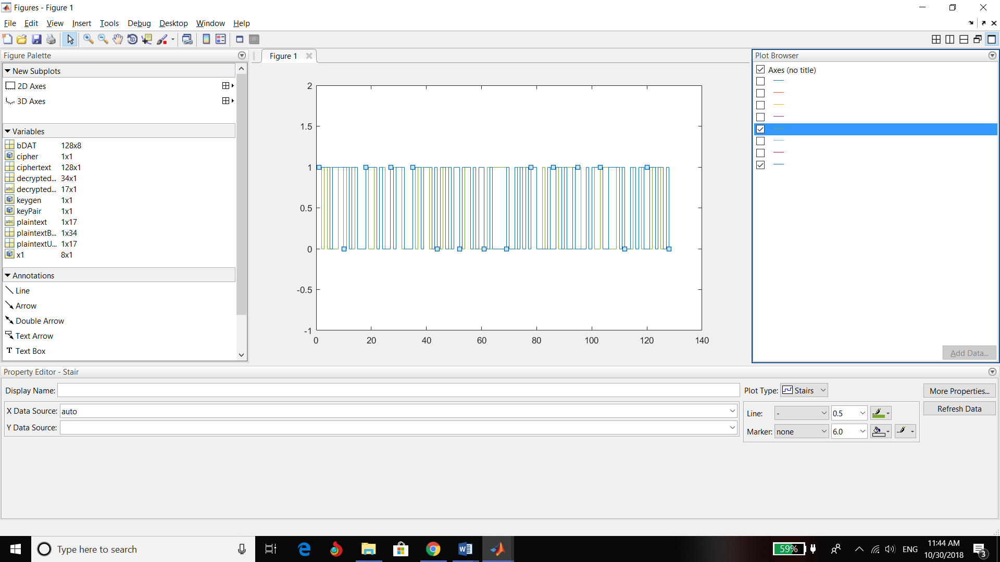 Figures - Figure 1
File Edit View Insert Tools Debug Desktop Window Help
Figure Palette
New Subplots
2D Axes
3D Axes
Variables
bDAT 128x8
cipher 1x1
ciphertext 128x1
decrypted... 34x1
abc decrypted... 17x1
keygen 1x1
keyPair 1x1
abc plaintext 1x17
plaintextB... 1x34
plaintextU... 1x17
x1 8x1
Annotations
Line
Arrow
Double Arrow
Text Arrow
T Text Box
Figure 1
2
1.5
1
0.5
0
-0.5
-1
0 20 40 60 80 100 120 140
Plot Browser
Axes (no title)
Add Data...
Property Editor - Stair
Display Name:
X Data Source: auto
Y Data Source:
Plot Type: Stairs
Line: - 0.5
Marker: none 6.0
More Properties...
Refresh Data
Type here to search
59%
ENG
11:44 AM
10/30/2018
3